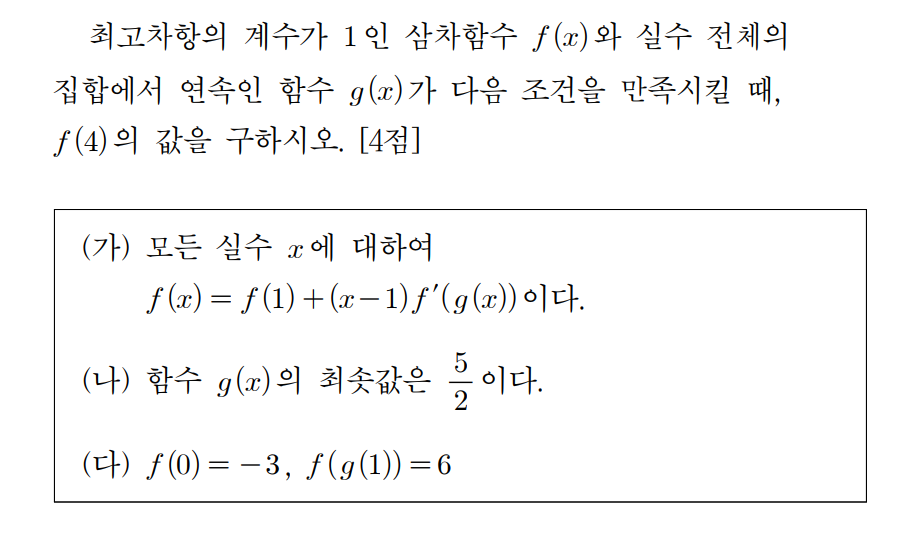 최고차항의 계수가 1인 삼차함수 f(x)와 실수 전체의
집합에서 연속인 함수 g(x)가 다음 조건을 만족시킬 때,
f(4)의 값을 구하시오. [4점]
(가) 모든 실수 x에 대하여
f(x)=f(1)+(x-1)f′(g(x))이다.
(나) 함수 g(x)의 최솟값은 5/2이다.
(다) f(0)=-3, f(g(1))=6